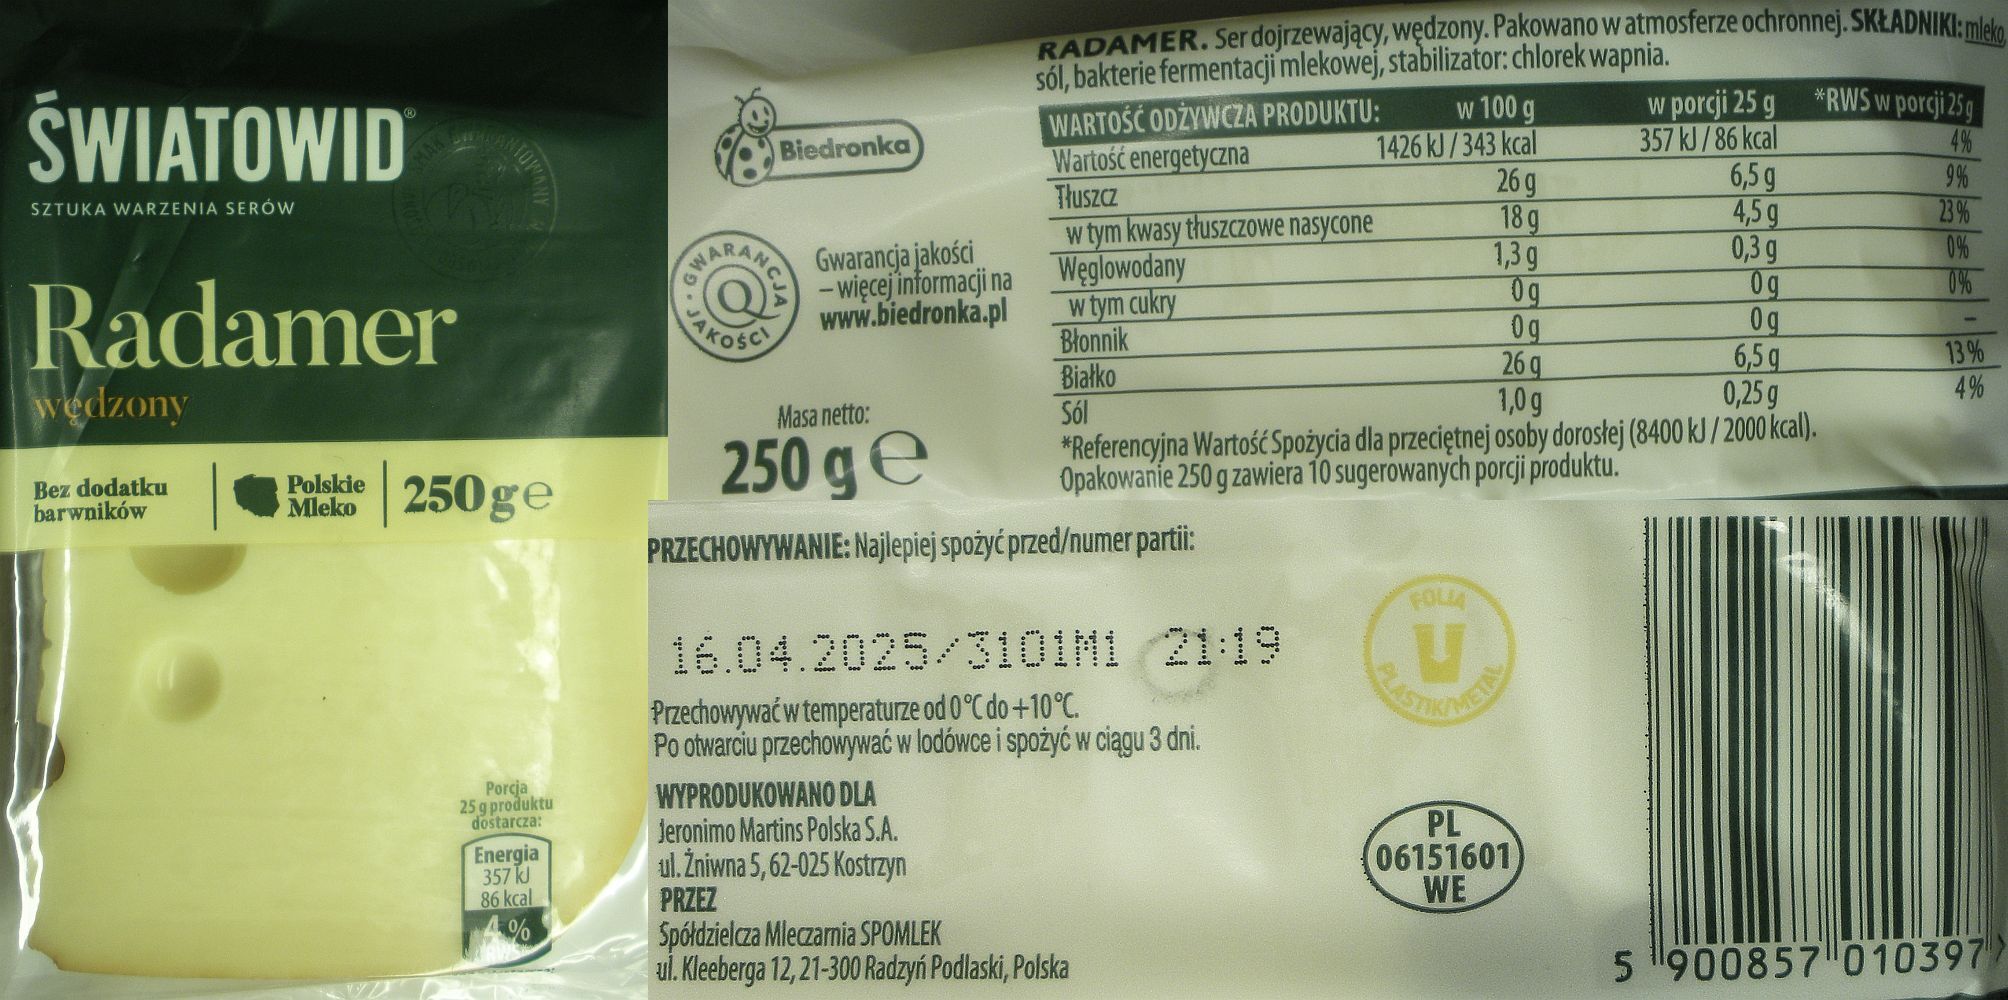 ŚWIATOWID®
SZTUKA WARZENIA SERÓW
SMAK GWARANTOWANY
Radamer
wędzony
Bez dodatku
barwników
Polskie
Mleko
250 g e
Porcja
25 g produktu
dostarcza:
Energia
357 kJ
86 kcal
4%
Biedronka
GWARANCJA JAKOŚCI
Q
Gwarancja jakości
– więcej informacji na
www.biedronka.pl
Masa netto:
250 g e
RADAMER. Ser dojrzewający, wędzony. Pakowano w atmosferze ochronnej. SKŁADNIKI: mleko,
sól, bakterie fermentacji mlekowej, stabilizator: chlorek wapnia.
WARTOŚĆ ODŻYWCZA PRODUKTU: w 100 g w porcji 25 g *RWS w porcji 25 g
Wartość energetyczna 1426 kJ / 343 kcal 357 kJ / 86 kcal 4%
Tłuszcz 26 g 6,5 g 9%
w tym kwasy tłuszczowe nasycone 18 g 4,5 g 23%
Węglowodany 1,3 g 0,3 g 0%
w tym cukry 0 g 0 g 0%
Błonnik 0 g 0 g –
Białko 26 g 6,5 g 13%
Sól 1,0 g 0,25 g 4%
*Referencyjna Wartość Spożycia dla przeciętnej osoby dorosłej (8400 kJ / 2000 kcal).
Opakowanie 250 g zawiera 10 sugerowanych porcji produktu.
PRZECHOWYWANIE: Najlepiej spożyć przed/numer partii:
16.04.2025/3101M1 21:19
Przechowywać w temperaturze od 0°C do +10°C.
Po otwarciu przechowywać w lodówce i spożyć w ciągu 3 dni.
WYPRODUKOWANO DLA
Jeronimo Martins Polska S.A.
ul. Żniwna 5, 62-025 Kostrzyn
PRZEZ
Spółdzielcza Mleczarnia SPOMLEK
ul. Kleeberga 12, 21-300 Radzyń Podlaski, Polska
FOLIA
PLASTIK/METAL
PL
06151601
WE
5 900857 010397 >